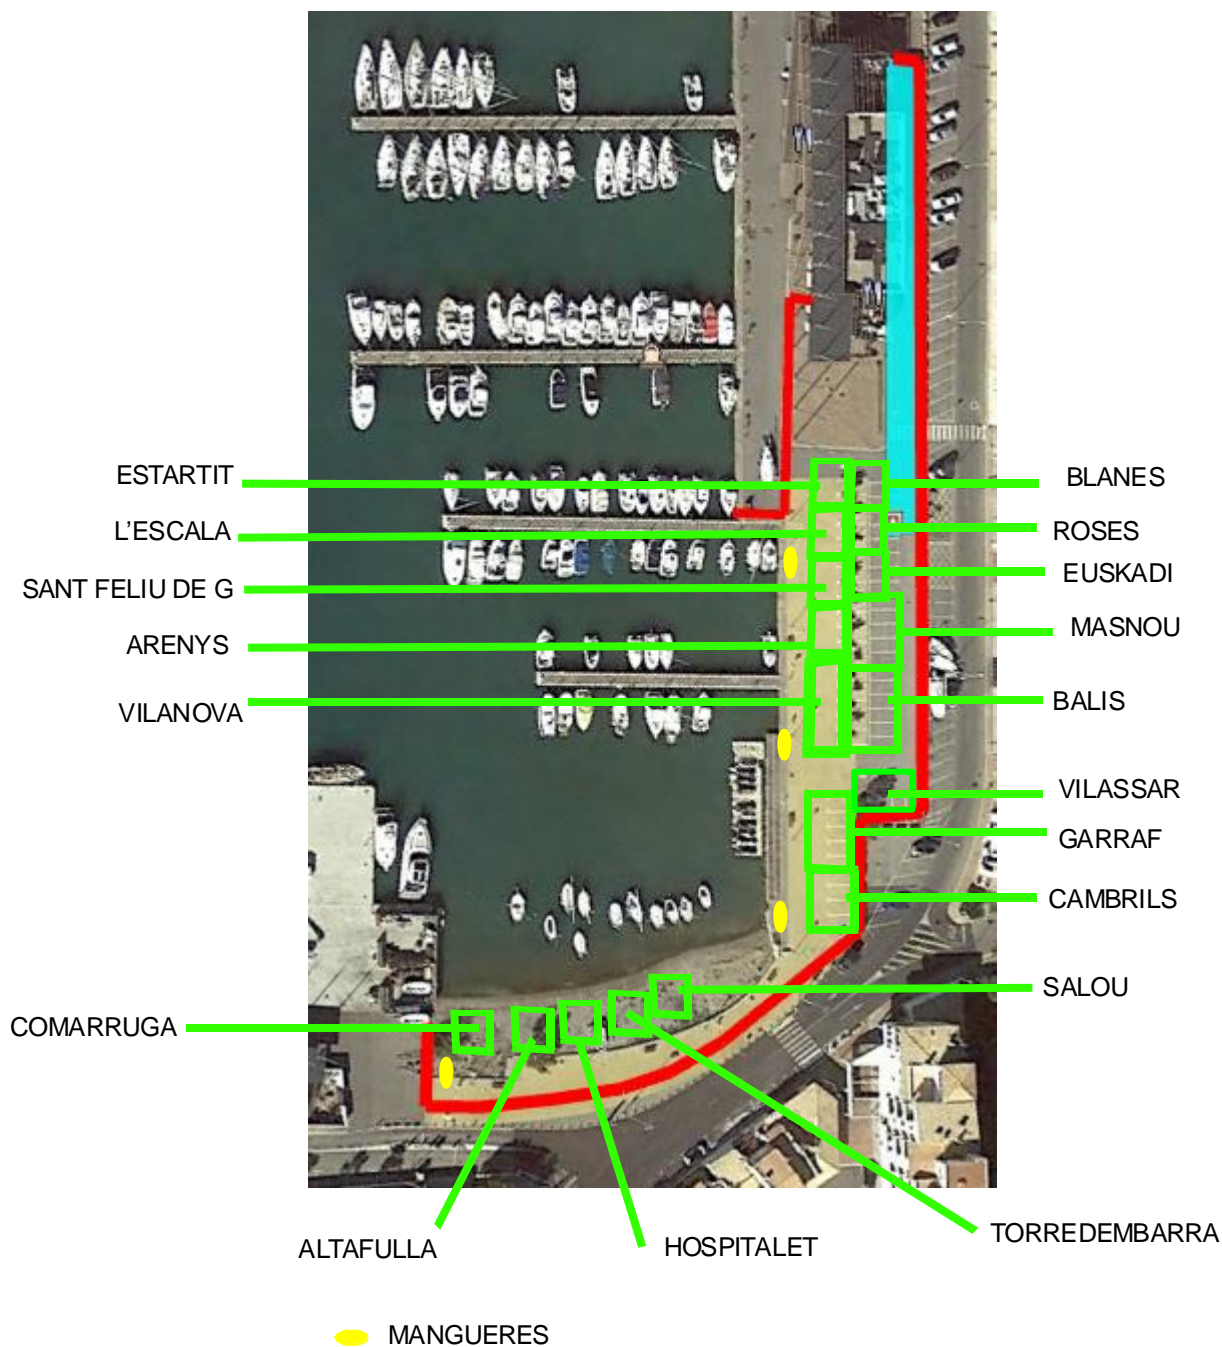 ESTARTIT
BLANES
L'ESCALA
ROSES
SANT FELIU DE G
EUSKADI
ARENYS
MASNOU
VILANOVA
BALIS
VILASSAR
GARRAF
CAMBRILS
SALOU
COMARRUGA
ALTAFULLA
HOSPITALET
TORREDEMBARRA
MANGUERES